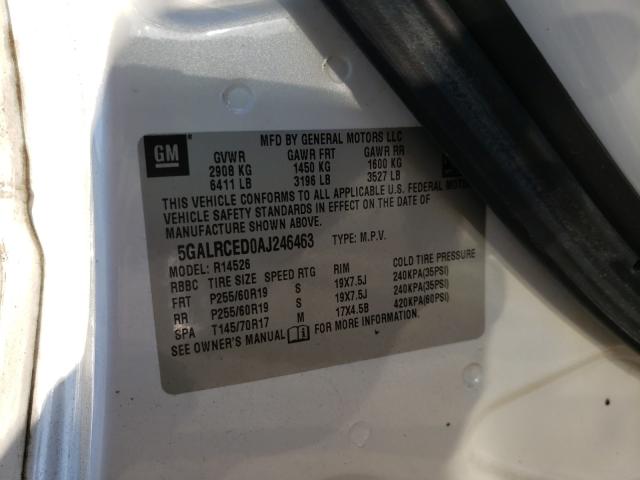 GM
MFD BY GENERAL MOTORS LLC
GVWR GAWR FRT GAWR RR
2908 KG 1450 KG 1600 KG
6411 LB 3196 LB 3527 LB
THIS VEHICLE CONFORMS TO ALL APPLICABLE U.S. FEDERAL MOTOR
VEHICLE SAFETY STANDARDS IN EFFECT ON THE DATE OF
MANUFACTURE SHOWN ABOVE.
5GALRCED0AJ246463 TYPE: M.P.V.
MODEL: R14526
RBBC TIRE SIZE SPEED RTG RIM COLD TIRE PRESSURE
FRT P255/60R19 S 19X7.5J 240KPA(35PSI)
RR P255/60R19 S 19X7.5J 240KPA(35PSI)
SPA T145/70R17 M 17X4.5B 420KPA(60PSI)
SEE OWNER'S MANUAL FOR MORE INFORMATION.